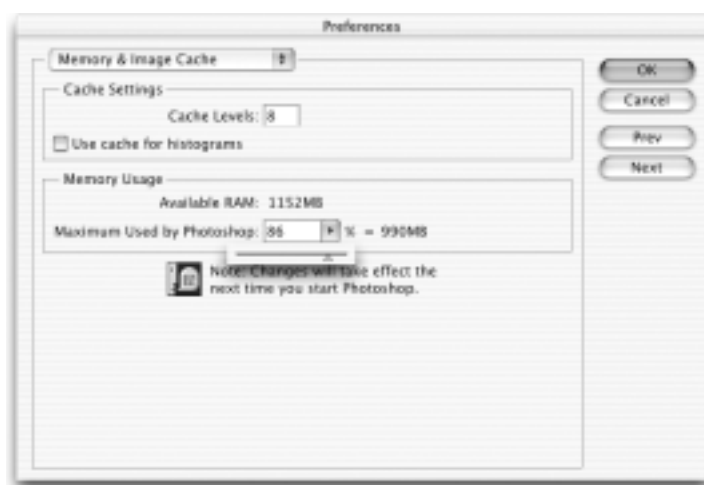 Preferences
Memory & Image Cache
OK
Cache Settings
Cancel
Cache Levels: 8
Prev
Use cache for histograms
Next
Memory Usage
Available RAM: 1152MB
Maximum Used by Photoshop: 86 % = 990MB
Note: Changes will take effect the
next time you start Photoshop.